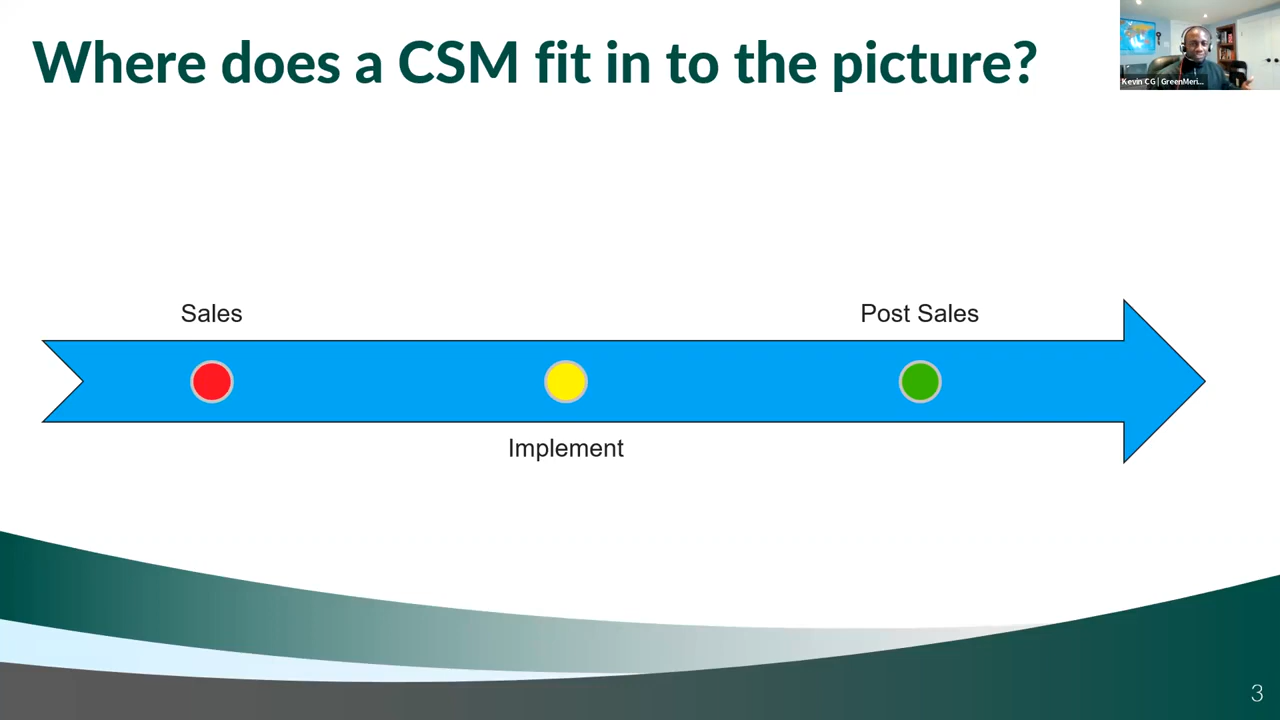 Where does a CSM fit in to the picture?
Kevin CG | GreenMeri...
Sales
Post Sales
Implement
3